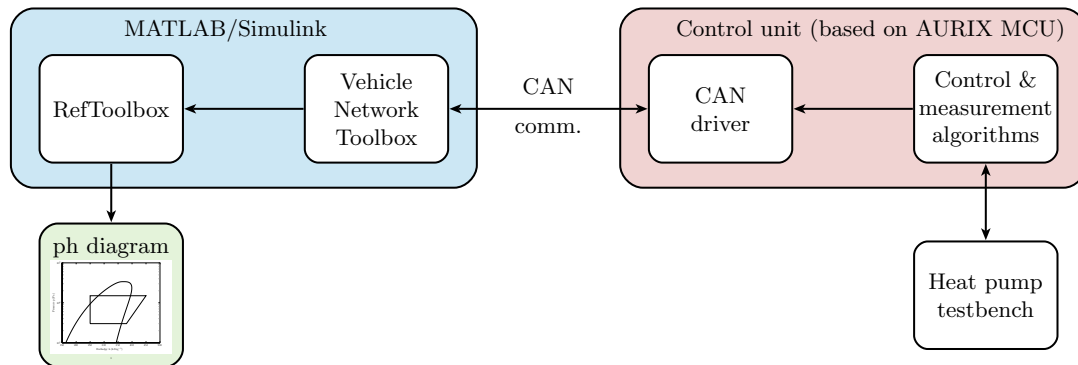 MATLAB/Simulink
RefToolbox
Vehicle
Network
Toolbox
CAN
comm.
Control unit (based on AURIX MCU)
CAN
driver
Control &
measurement
algorithms
ph diagram
Heat pump
testbench